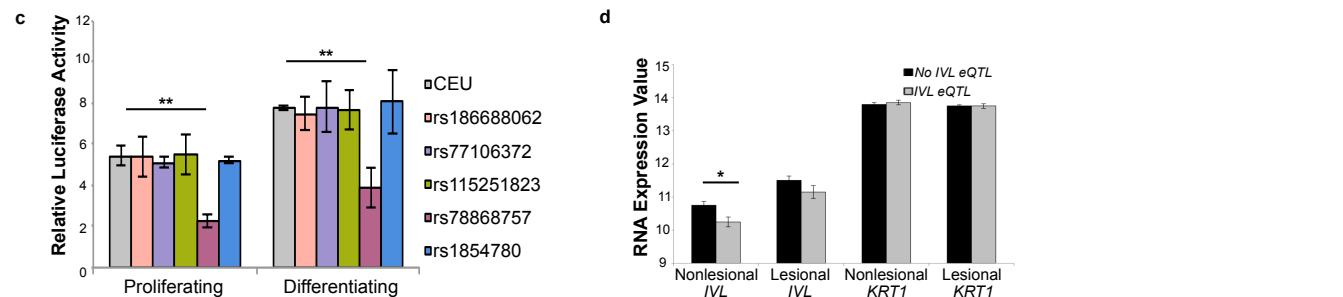 c
Relative Luciferase Activity
12
10
8
6
4
2
0
**
**
Proliferating
Differentiating
CEU
rs186688062
rs77106372
rs115251823
rs78868757
rs1854780
d
RNA Expression Value
15
14
13
12
11
10
9
*
No IVL eQTL
IVL eQTL
Nonlesional
IVL
Lesional
IVL
Nonlesional
KRT1
Lesional
KRT1